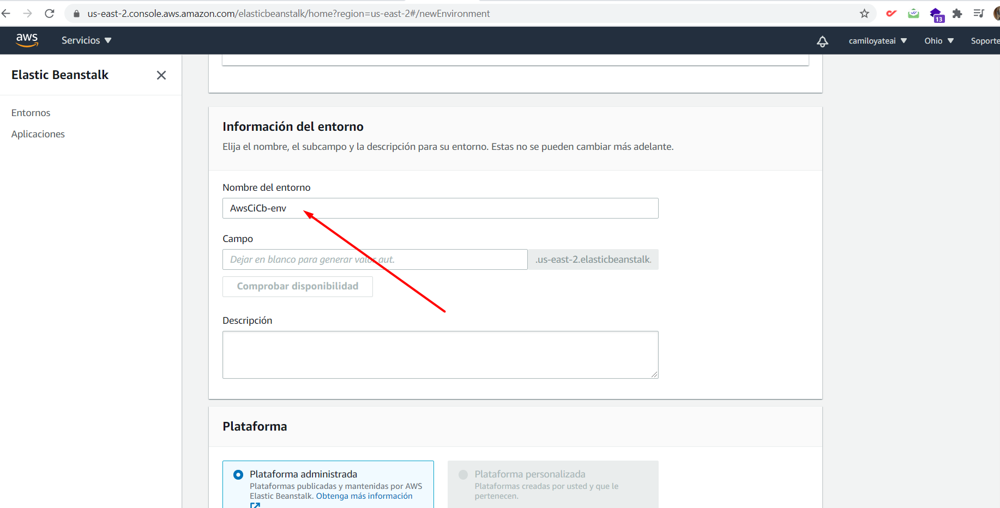 us-east-2.console.aws.amazon.com/elasticbeanstalk/home?region=us-east-2#/newEnvironment
13
aws
Servicios
camiloyateai
Ohio
Soporte
Elastic Beanstalk
Entornos
Aplicaciones
Información del entorno
Elija el nombre, el subcampo y la descripción para su entorno. Estas no se pueden cambiar más adelante.
Nombre del entorno
AwsCiCb-env
Campo
Dejar en blanco para generar valor aut.
.us-east-2.elasticbeanstalk.
Comprobar disponibilidad
Descripción
Plataforma
Plataforma administrada
Plataformas publicadas y mantenidas por AWS
Elastic Beanstalk. Obtenga más información
Plataforma personalizada
Plataformas creadas por usted y que le
pertenecen.